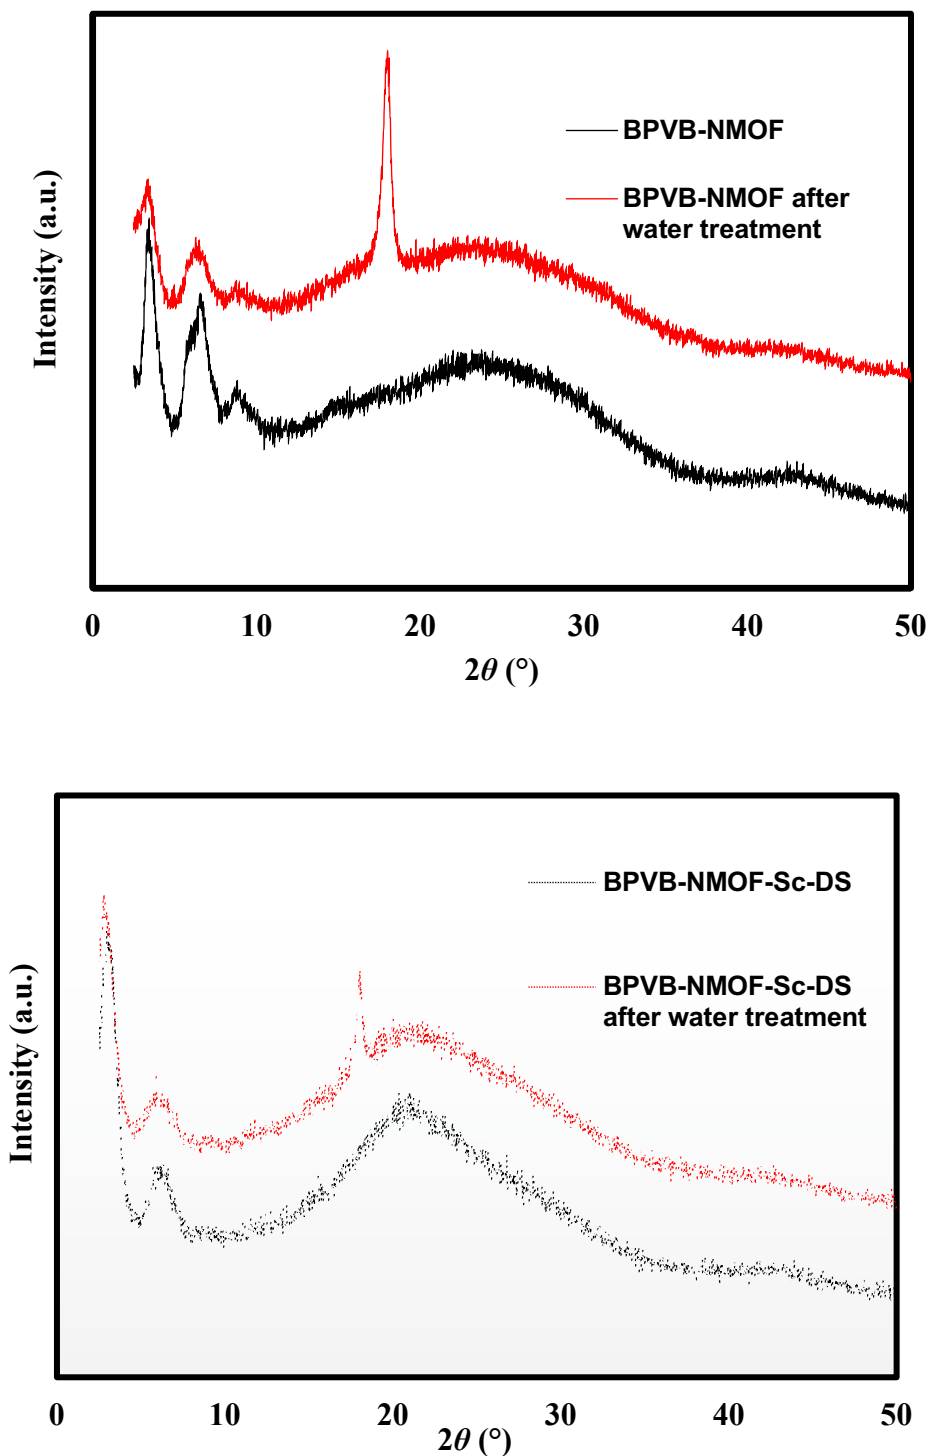 BPVB-NMOF
BPVB-NMOF after
water treatment
Intensity (a.u.)
0 10 20 30 40 50
2θ (°)
BPVB-NMOF-Sc-DS
BPVB-NMOF-Sc-DS
after water treatment
Intensity (a.u.)
0 10 20 30 40 50
2θ (°)